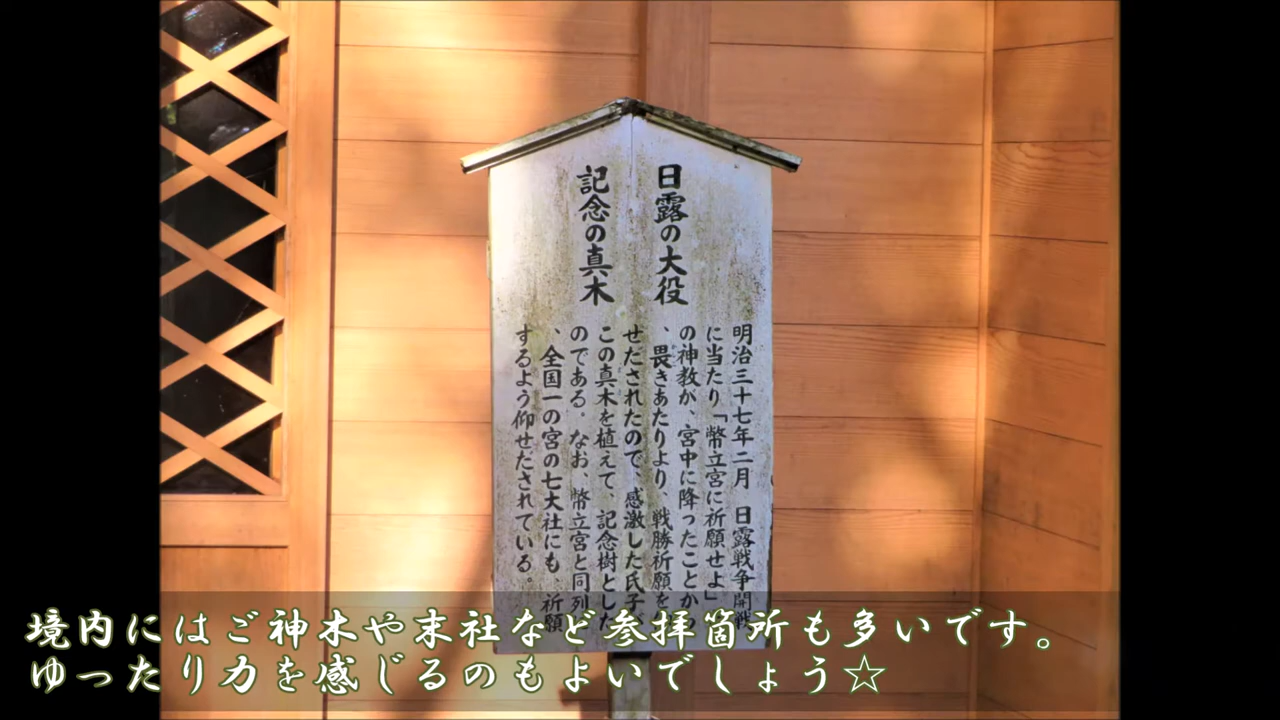 日露の大役
記念の真木
明治三十七年二月　日露戦争開戦
に当たり「幣立宮に祈願せよ」
の神教が、宮中に降ったことから
、畏きあたりより、戦勝祈願を
せだされたので、感激した氏子が
この真木を植えて、記念樹とした
のである。なお、幣立宮と同列
、全国一の宮の七大社にも、祈願
するよう仰せだされている。
境内にはご神木や末社など参拝箇所も多いです。
ゆったり力を感じるのもよいでしょう☆